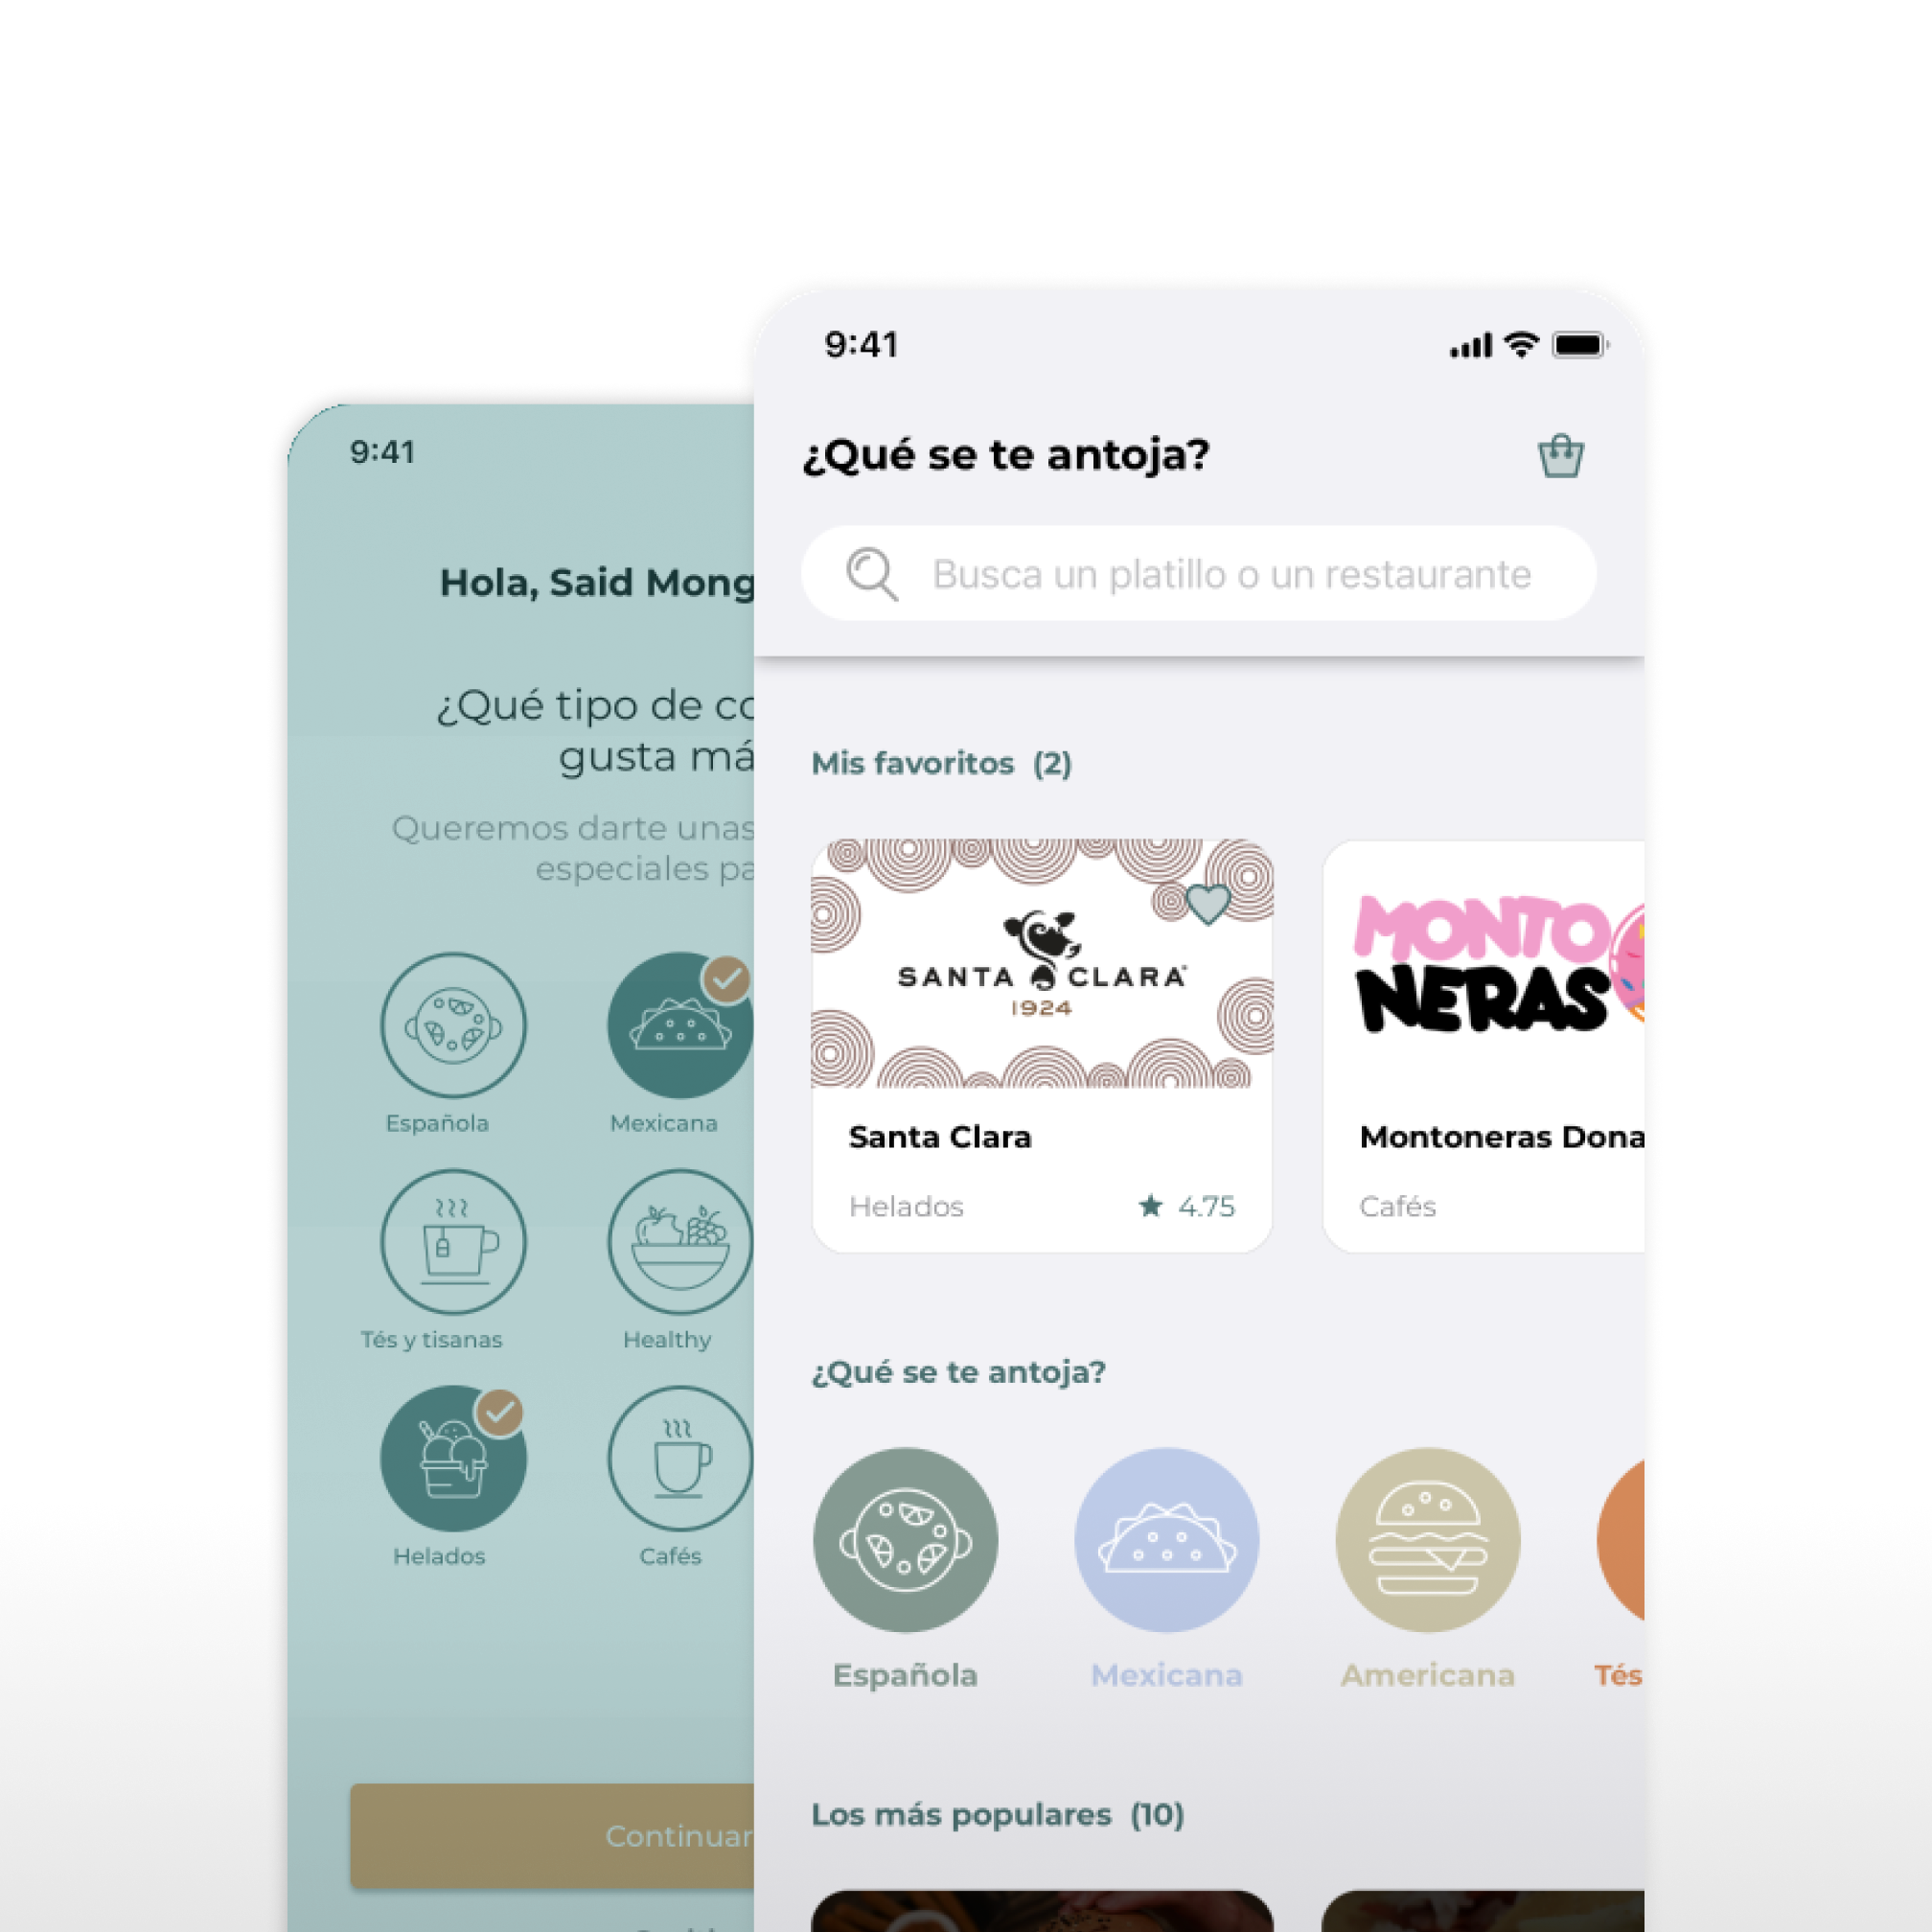 9:41
Hola, Said Mong
¿Qué tipo de co
gusta má
Queremos darte unas
especiales pa
Española
Mexicana
Tés y tisanas
Healthy
Helados
Cafés
Continuar
9:41
¿Qué se te antoja?
Busca un platillo o un restaurante
Mis favoritos (2)
SANTA CLARA
1924
Santa Clara
Helados
4.75
MONTO
NERAS
Montoneras Dona
Cafés
¿Qué se te antoja?
Española
Mexicana
Americana
Tés
Los más populares (10)